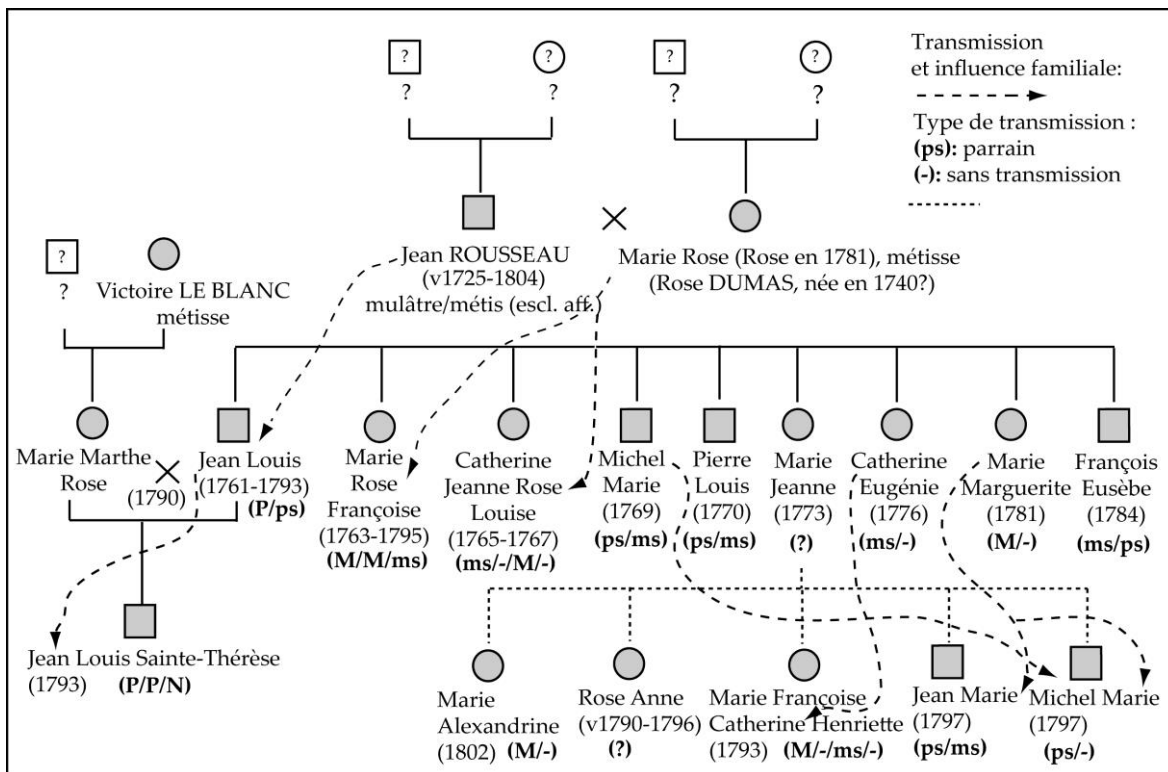 ? ? ? ?
? ? ? ?
Transmission
et influence familiale:
Type de transmission :
(ps): parrain
(-): sans transmission
Jean ROUSSEAU
(v1725-1804)
mulâtre/métis (escl. aff.)
Marie Rose (Rose en 1781), métisse
(Rose DUMAS, née en 1740?)
?
?
Victoire LE BLANC
métisse
Marie Marthe
Rose
(1790)
Jean Louis
(1761-1793)
(P/ps)
Marie
Rose
Françoise
(1763-1795)
(M/M/ms)
Catherine
Jeanne Rose
Louise
(1765-1767)
(ms/-/M/-)
Michel
Marie
(1769)
(ps/ms)
Pierre
Louis
(1770)
(ps/ms)
Marie
Jeanne
(1773)
(?)
Catherine
Eugénie
(1776)
(ms/-)
Marie
Marguerite
(1781)
(M/-)
François
Eusèbe
(1784)
(ms/ps)
Jean Louis Sainte-Thérèse
(1793) (P/P/N)
Marie
Alexandrine
(1802) (M/-)
Rose Anne
(v1790-1796)
(?)
Marie Françoise
Catherine Henriette
(1793) (M/-/ms/-)
Jean Marie
(1797)
(ps/ms)
Michel Marie
(1797)
(ps/-)